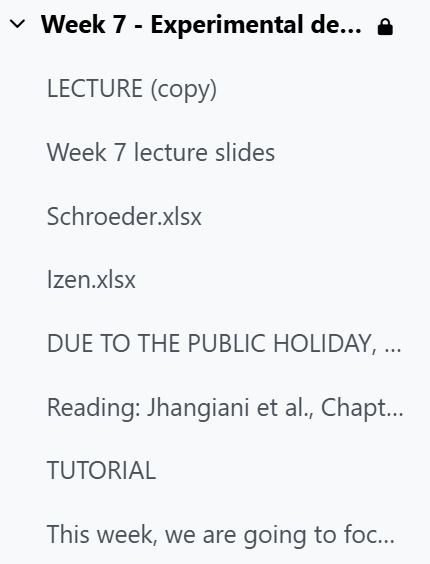 Week 7 - Experimental de...
LECTURE (copy)
Week 7 lecture slides
Schroeder.xlsx
Izen.xlsx
DUE TO THE PUBLIC HOLIDAY, ...
Reading: Jhangiani et al., Chapt...
TUTORIAL
This week, we are going to foc...